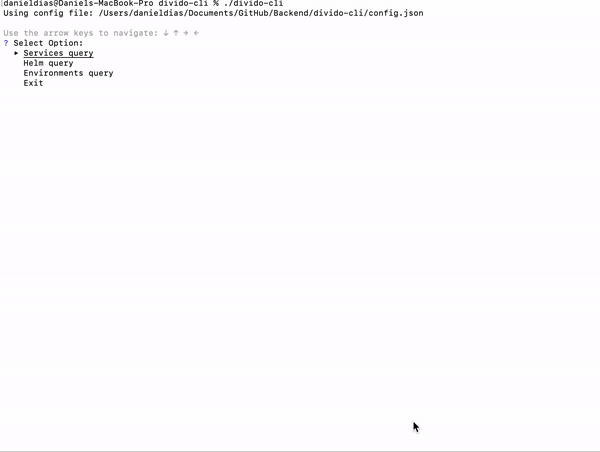 danieldias@Daniels-MacBook-Pro divido-cli % ./divido-cli
Using config file: /Users/danieldias/Documents/GitHub/Backend/divido-cli/config.json
Use the arrow keys to navigate: ↓ ↑ → ←
? Select Option:
▸ Services query
Helm query
Environments query
Exit